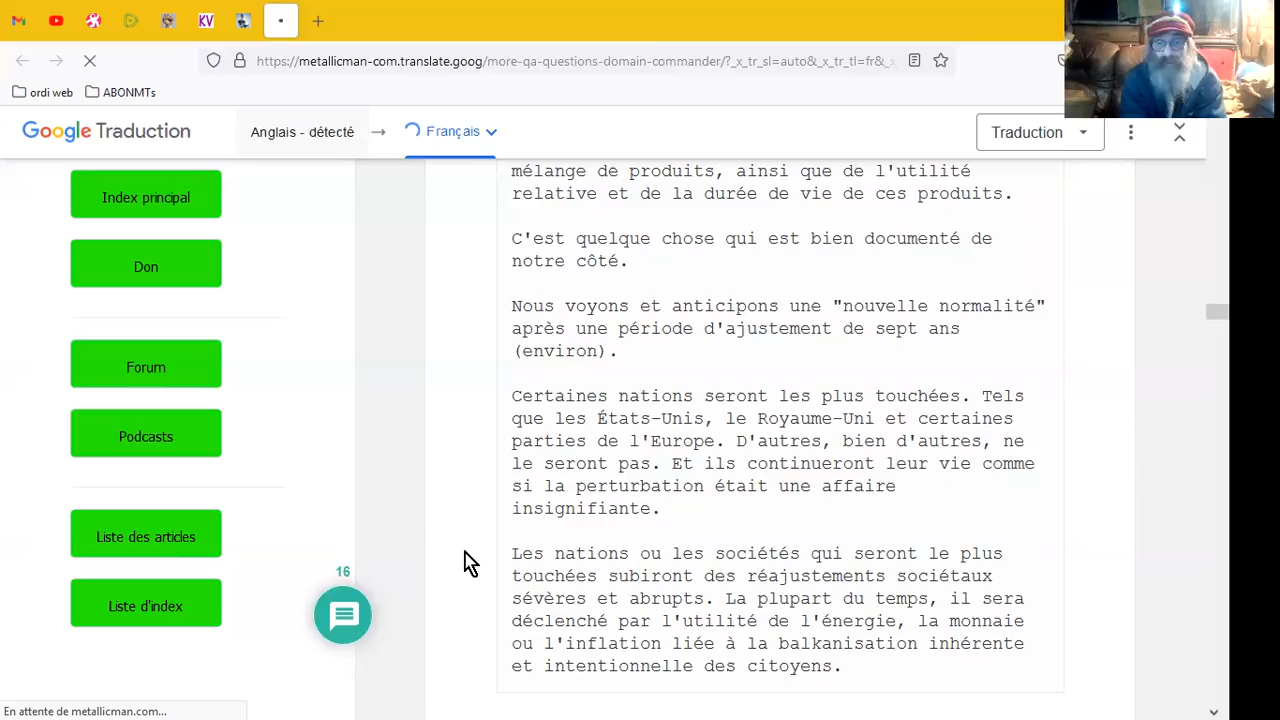 KV
https://metallicman-com.translate.goog/more-qa-questions-domain-commander/?_x_tr_sl=auto&_x_tr_tl=fr&_x
ordi web
ABONMTs
Google Traduction
Anglais - détecté
Français
Traduction
Index principal
Don
Forum
Podcasts
Liste des articles
Liste d'index
16
mélange de produits, ainsi que de l'utilité
relative et de la durée de vie de ces produits.
C'est quelque chose qui est bien documenté de
notre côté.
Nous voyons et anticipons une "nouvelle normalité"
après une période d'ajustement de sept ans
(environ).
Certaines nations seront les plus touchées. Tels
que les États-Unis, le Royaume-Uni et certaines
parties de l'Europe. D'autres, bien d'autres, ne
le seront pas. Et ils continueront leur vie comme
si la perturbation était une affaire
insignifiante.
Les nations ou les sociétés qui seront le plus
touchées subiront des réajustements sociétaux
sévères et abrupts. La plupart du temps, il sera
déclenché par l'utilité de l'énergie, la monnaie
ou l'inflation liée à la balkanisation inhérente
et intentionnelle des citoyens.
En attente de metallicman.com...